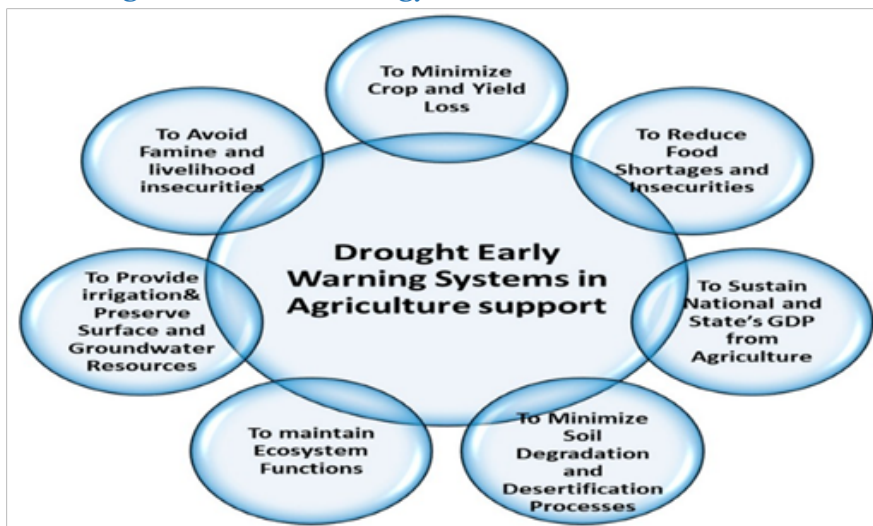 Drought Early
Warning Systems in
Agriculture support
To Minimize
Crop and Yield
Loss
To Reduce
Food
Shortages and
Insecurities
To Sustain
National and
State's GDP
from
Agriculture
To Minimize
Soil
Degradation
and
Desertification
Processes
To maintain
Ecosystem
Functions
To Provide
irrigation&
Preserve
Surface and
Groundwater
Resources
To Avoid
Famine and
livelihood
insecurities